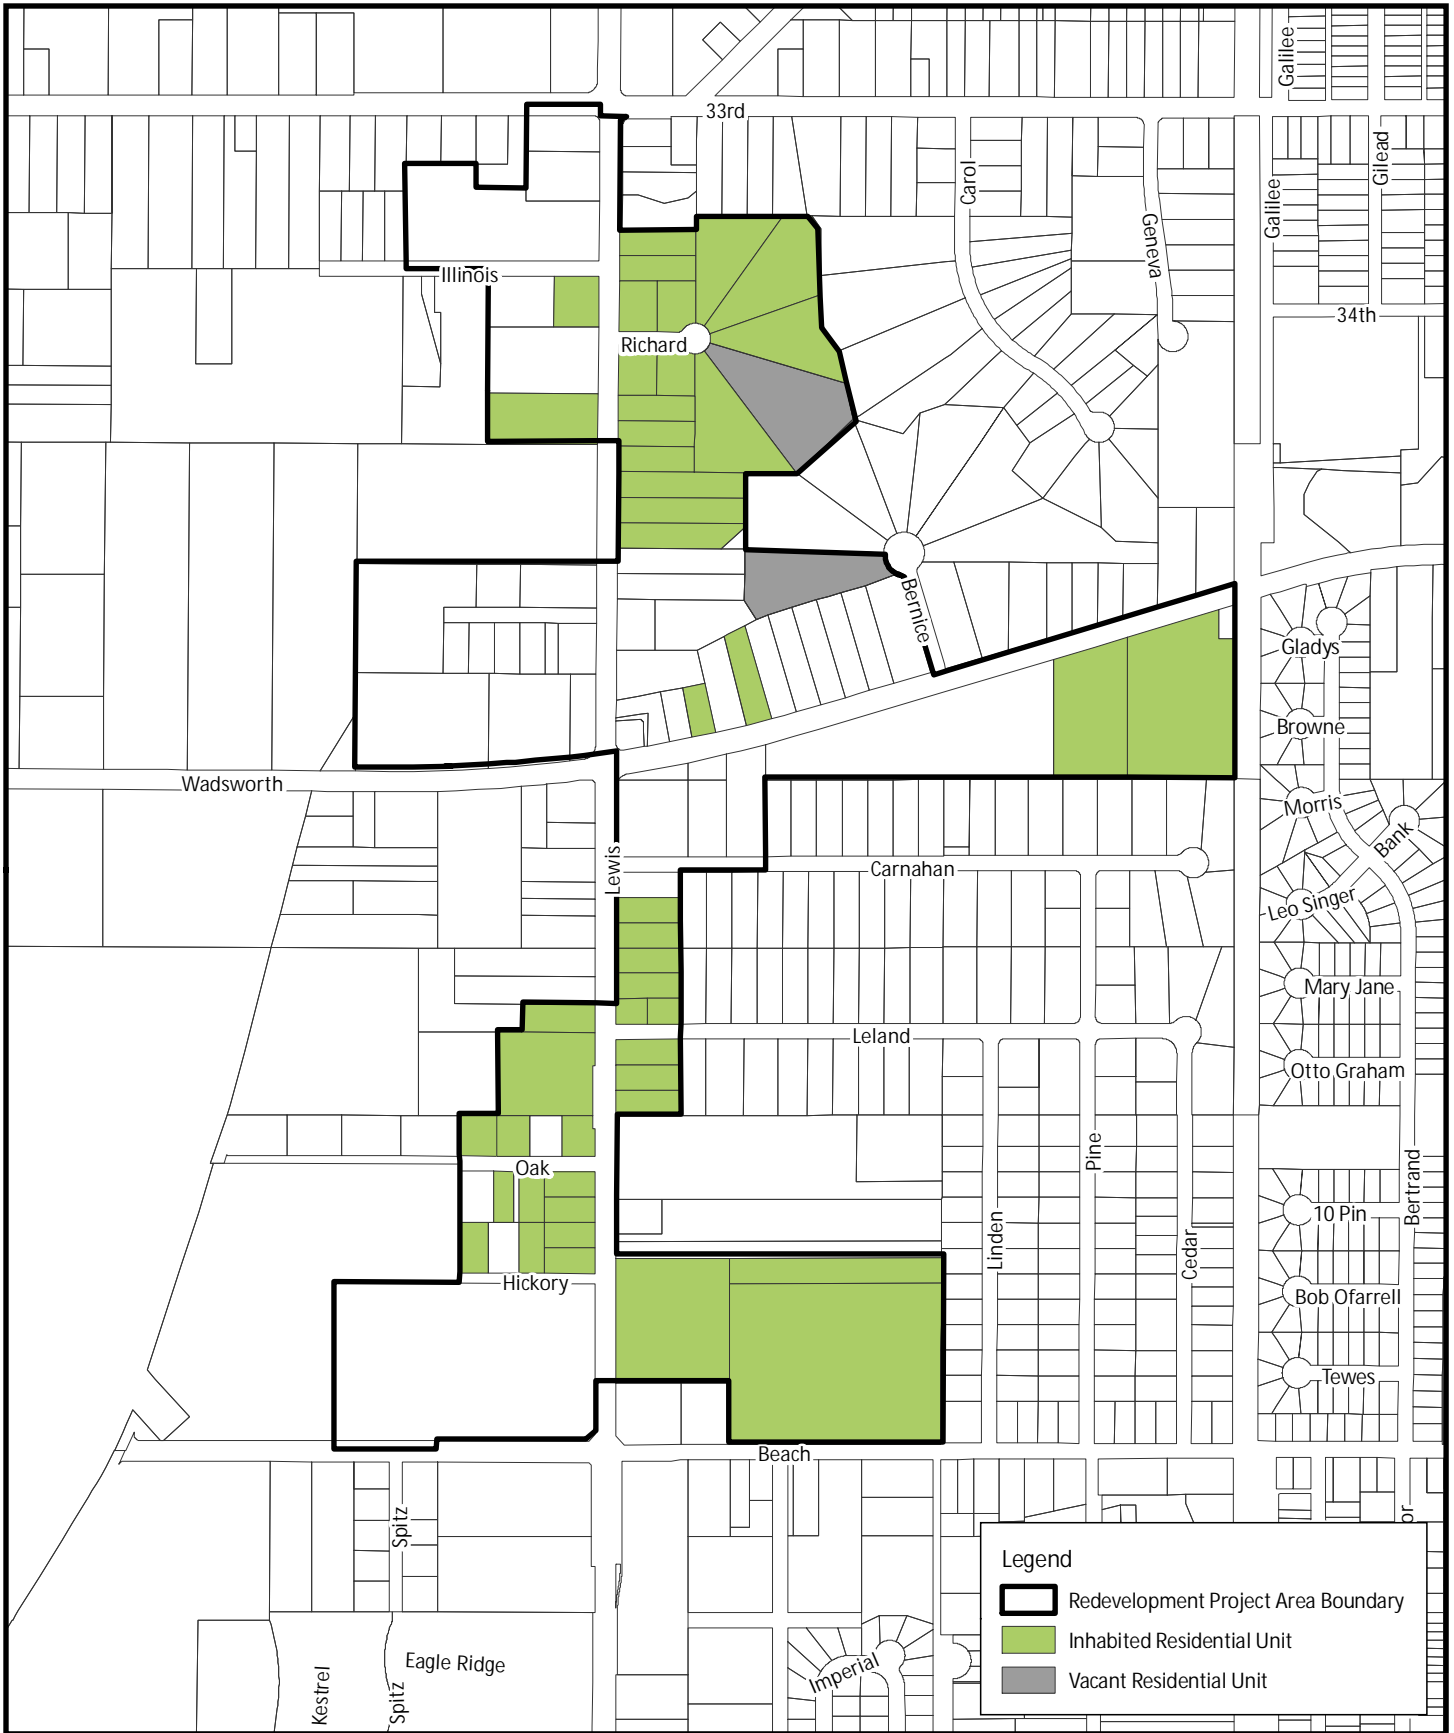 Galilee
33rd
Gilead
Carol
Galilee
Geneva
Illinois
34th
Richard
Bernice
Gladys
Browne
Wadsworth
Morris
Bank
Lewis
Carnahan
Leo Singer
Mary Jane
Leland
Otto Graham
Pine
Oak
Bertrand
10 Pin
Linden
Cedar
Hickory
Bob Ofarrell
Tewes
Beach
Spitz
or
Legend
Redevelopment Project Area Boundary
Inhabited Residential Unit
Vacant Residential Unit
Eagle Ridge
Imperial
Kestrel
Spitz